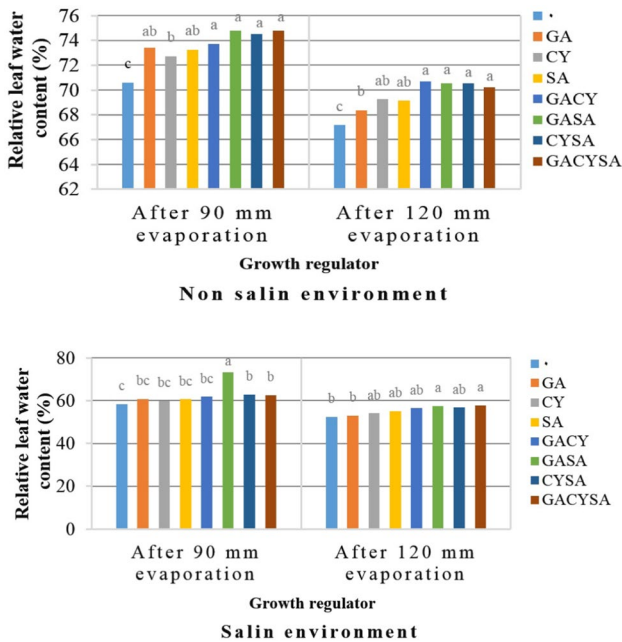 Relative leaf water
content (%)
76
74
72
70
68
66
64
62
c
ab
b
ab
a
a
a
a
c
b
ab
ab
a
a
a
a
After 90 mm
evaporation
After 120 mm
evaporation
Growth regulator
Non salin environment
.
GA
CY
SA
GACY
GASA
CYSA
GACYSA
Relative leaf water
content (%)
80
60
40
20
0
c
bc
bc
bc
bc
a
b
b
b
b
ab
ab
ab
a
ab
a
After 90 mm
evaporation
After 120 mm
evaporation
Growth regulator
Salin environment
.
GA
CY
SA
GACY
GASA
CYSA
GACYSA